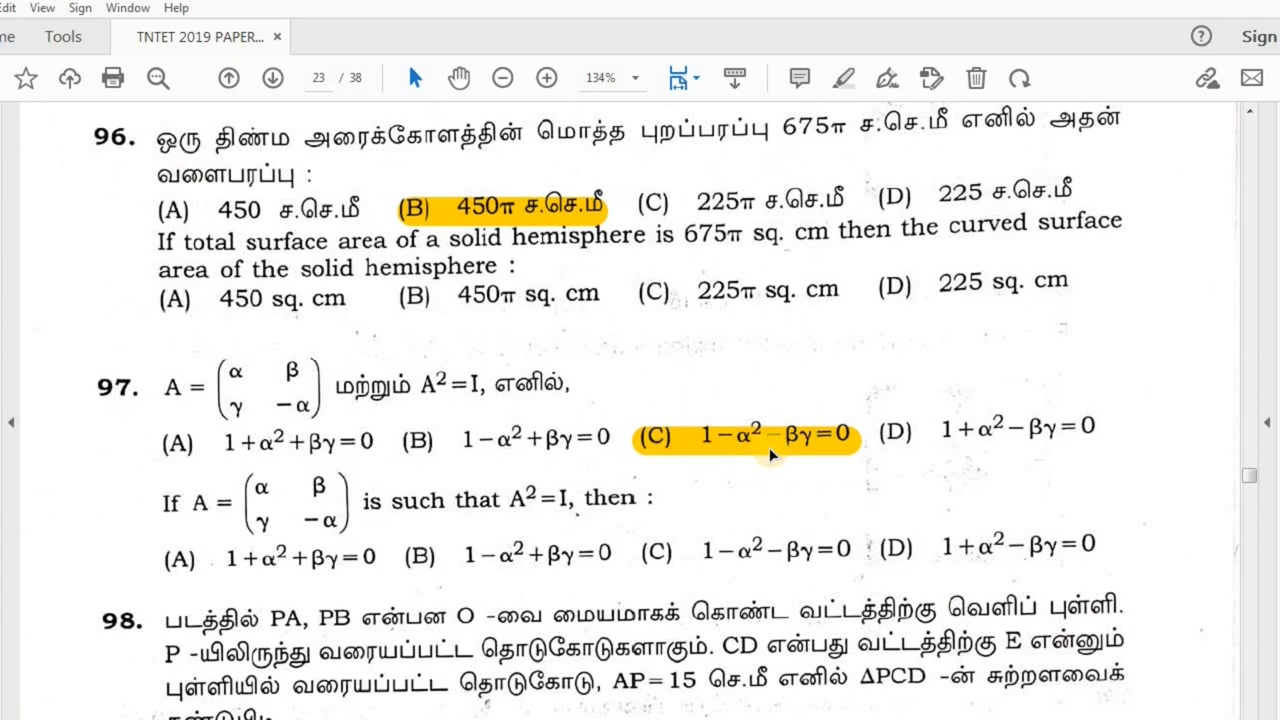 Edit View Sign Window Help
me Tools TNTET 2019 PAPER... × Sign
23 / 38 134%
96. ஒரு திண்ம அரைக்கோளத்தின் மொத்த புறப்பரப்பு 675π ச.செ.மீ எனில் அதன்
வளைபரப்பு :
(A) 450 ச.செ.மீ (B) 450π ச.செ.மீ (C) 225π ச.செ.மீ (D) 225 ச.செ.மீ
If total surface area of a solid hemisphere is 675π sq. cm then the curved surface
area of the solid hemisphere :
(A) 450 sq. cm (B) 450π sq. cm (C) 225π sq. cm (D) 225 sq. cm
97. A = (α β γ −α) மற்றும் A²=I, எனில்,
(A) 1+α²+βγ=0 (B) 1−α²+βγ=0 (C) 1−α²−βγ=0 (D) 1+α²−βγ=0
If A = (α β γ −α) is such that A²=I, then :
(A) 1+α²+βγ=0 (B) 1−α²+βγ=0 (C) 1−α²−βγ=0 (D) 1+α²−βγ=0
98. படத்தில் PA, PB என்பன O -வை மையமாகக் கொண்ட வட்டத்திற்கு வெளிப் புள்ளி.
P -யிலிருந்து வரையப்பட்ட தொடுகோடுகளாகும். CD என்பது வட்டத்திற்கு E என்னும்
புள்ளியில் வரையப்பட்ட தொடுகோடு, AP=15 செ.மீ எனில் ΔPCD -ன் சுற்றளவைக்